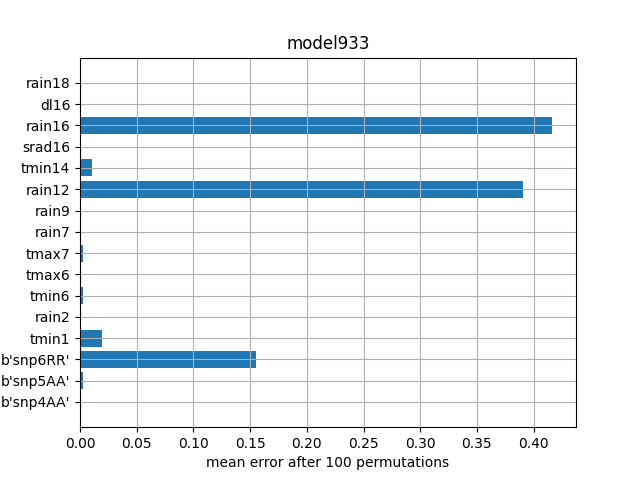 model933
rain18
dl16
rain16
srad16
tmin14
rain12
rain9
rain7
tmax7
tmax6
tmin6
rain2
tmin1
b'snp6RR'
b'snp5AA'
b'snp4AA'
0.00 0.05 0.10 0.15 0.20 0.25 0.30 0.35 0.40
mean error after 100 permutations